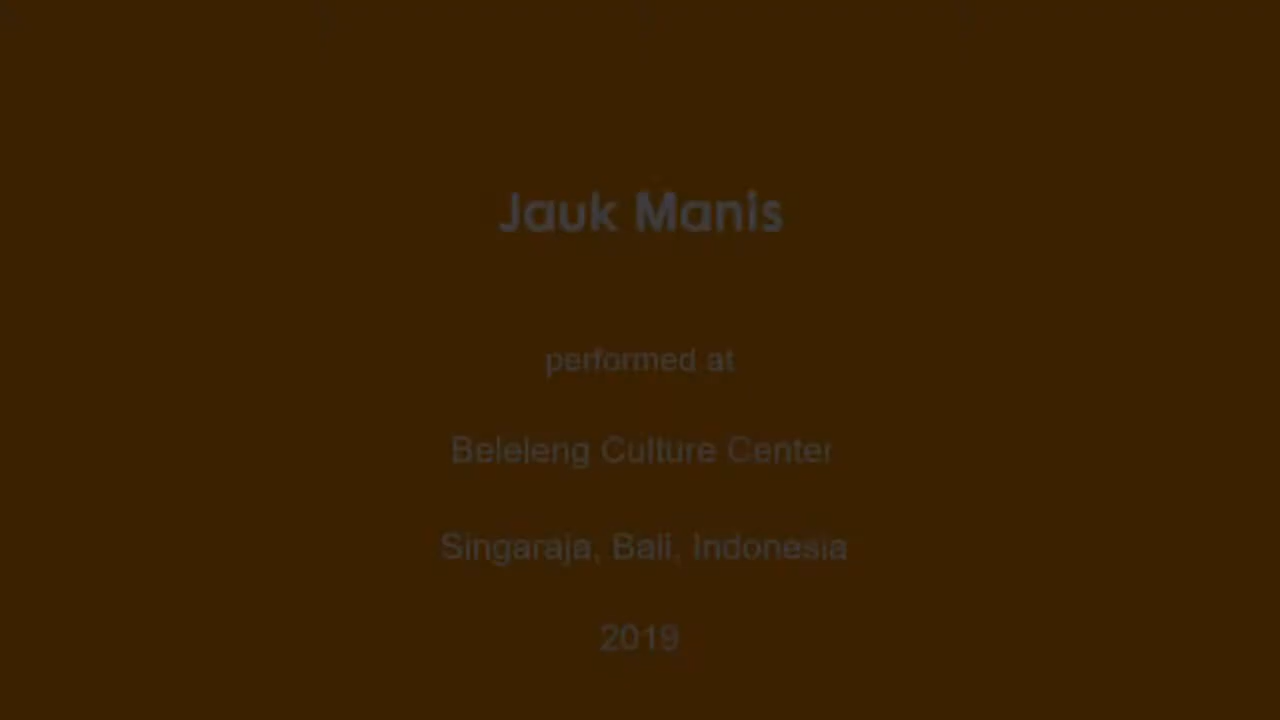 Jauk Manis
performed at
Beleleng Culture Center
Singaraja, Bali, Indonesia
2019